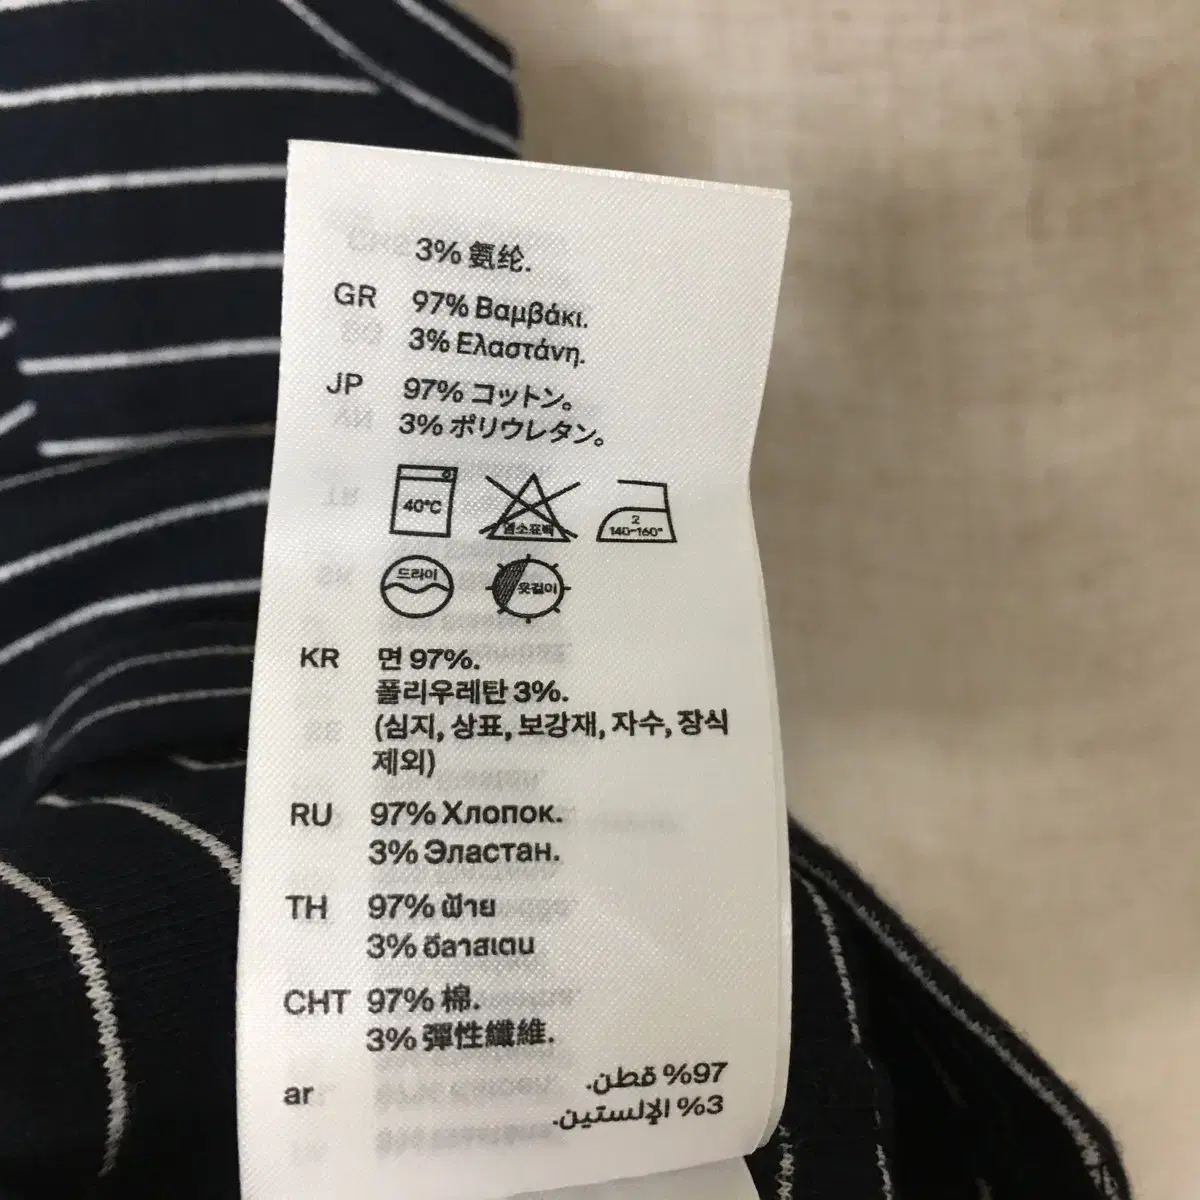 3% 氨纶.
GR 97% Βαμβάκι.
3% Ελαστάνη.
JP 97% コットン。
3% ポリウレタン。
40°C
염소표백
2
140~160°
드라이
옷걸이
KR 면 97%.
폴리우레탄 3%.
(심지, 상표, 보강재, 자수, 장식
제외)
RU 97% Хлопок.
3% Эластан.
TH 97% ฝ้าย
3% อีลาสเตน
CHT 97% 棉.
3% 彈性纖維.
ar 97% قطن.
3% الإلستين.